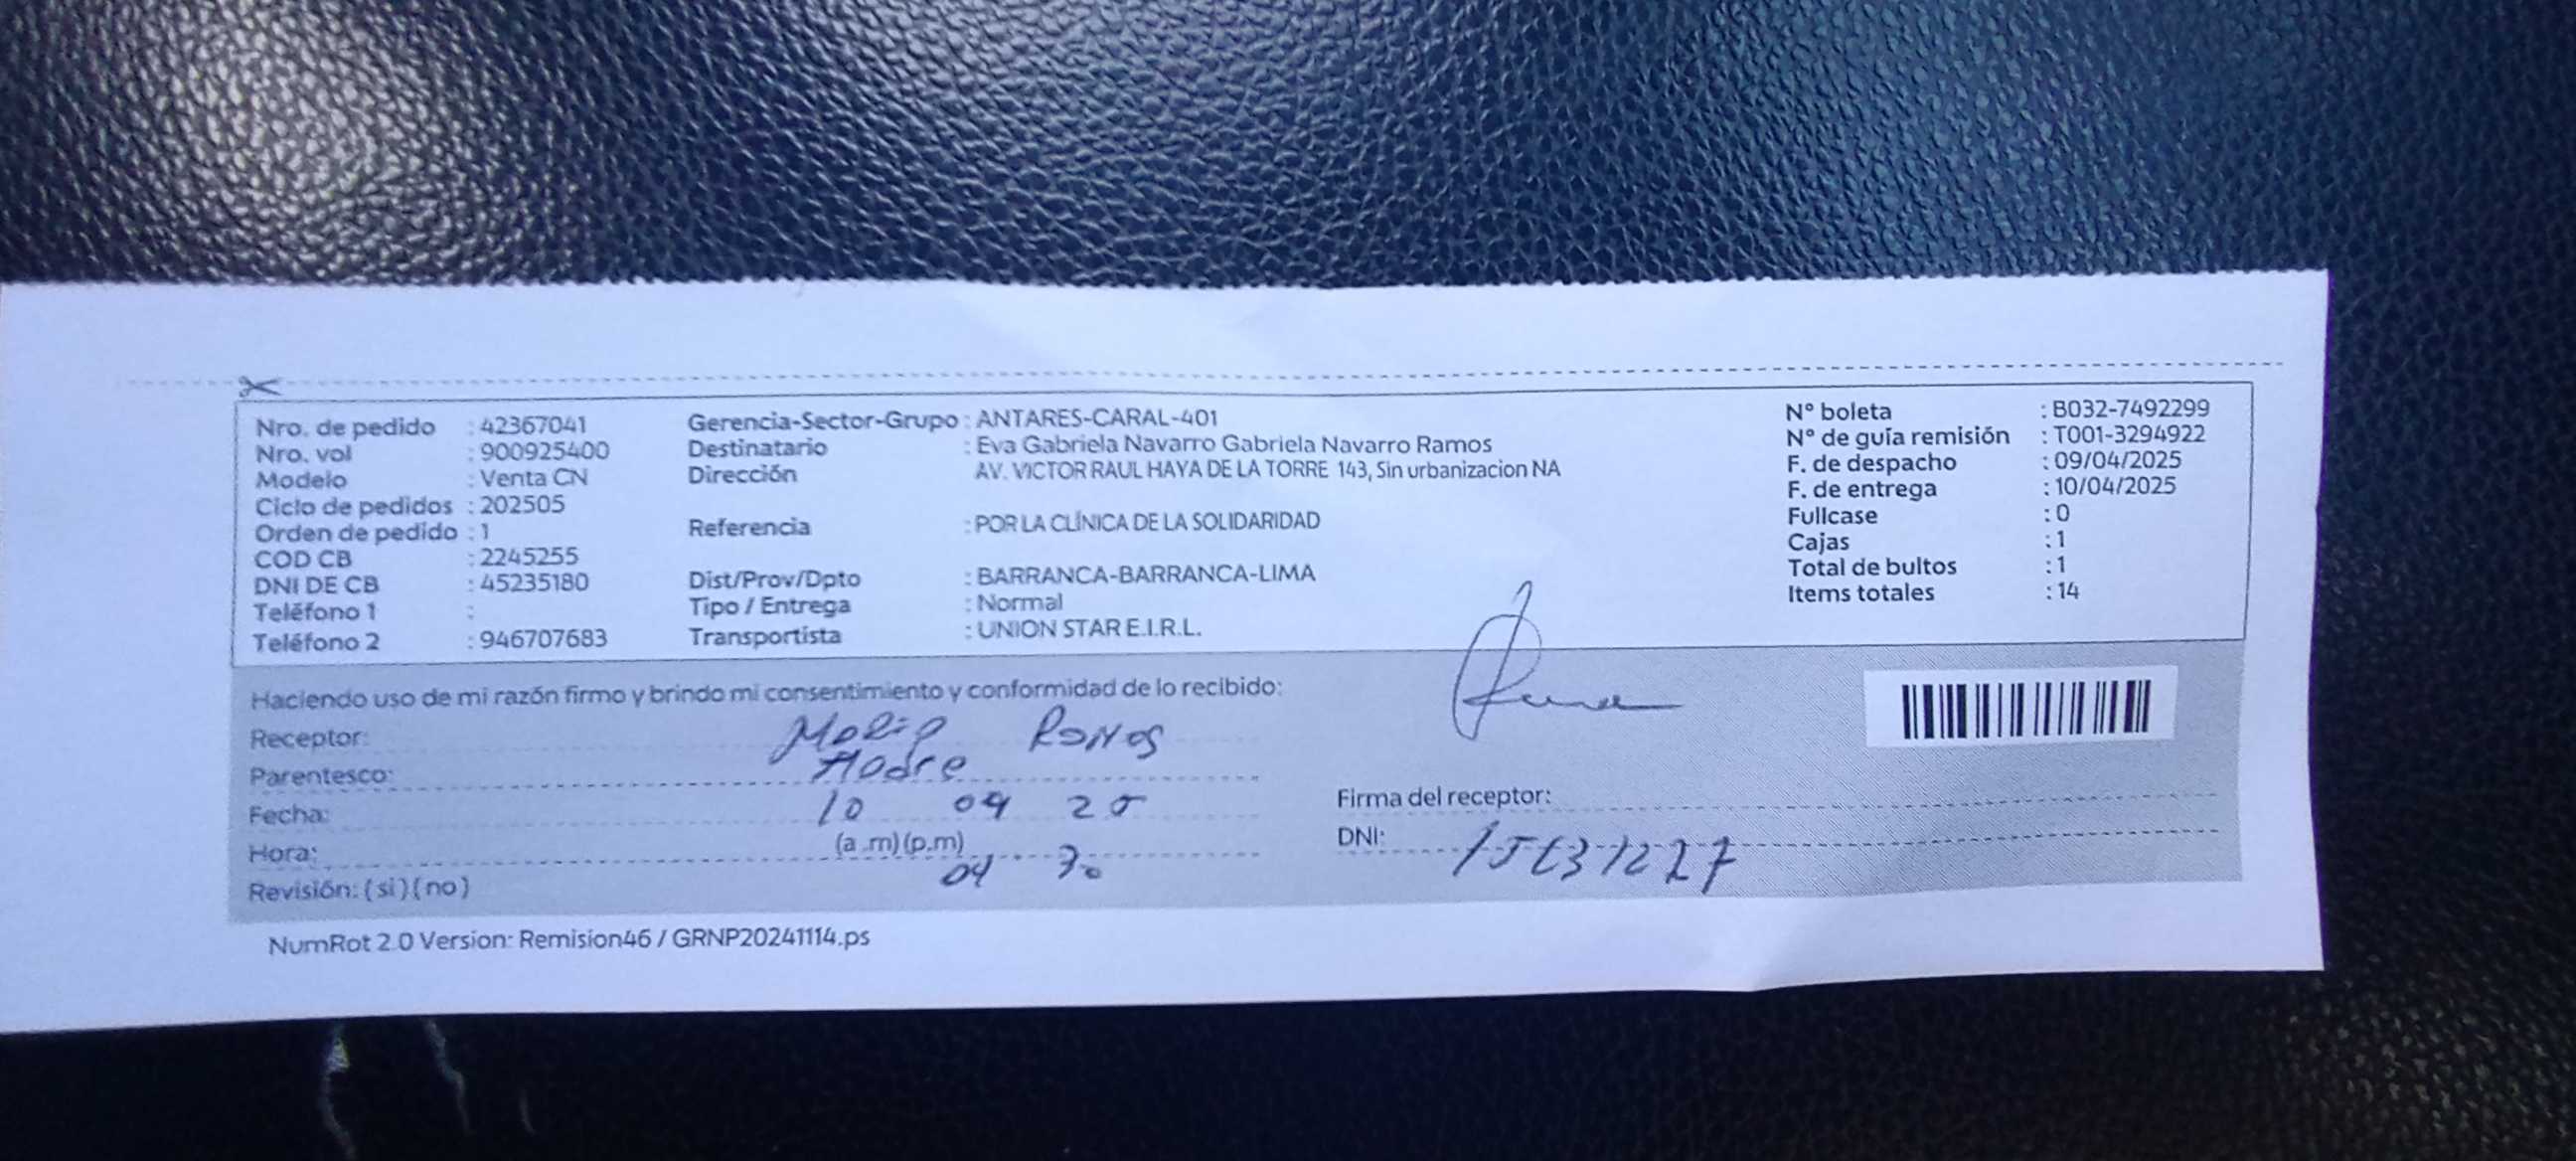 Nro. de pedido : 42367041 Gerencia-Sector-Grupo : ANTARES-CARAL-401 N° boleta : B032-7492299
Nro. vol : 900925400 Destinatario : Eva Gabriela Navarro Gabriela Navarro Ramos N° de guía remisión : T001-3294922
Modelo : Venta CN Dirección AV. VICTOR RAUL HAYA DE LA TORRE 143, Sin urbanizacion NA F. de despacho : 09/04/2025
Ciclo de pedidos : 202505 F. de entrega : 10/04/2025
Orden de pedido : 1 Referencia : POR LA CLÍNICA DE LA SOLIDARIDAD Fullcase : 0
COD CB : 2245255 Cajas : 1
DNI DE CB : 45235180 Dist/Prov/Dpto : BARRANCA-BARRANCA-LIMA Total de bultos : 1
Teléfono 1 : Tipo / Entrega : Normal Items totales : 14
Teléfono 2 : 946707683 Transportista : UNION STAR E.I.R.L.
Haciendo uso de mi razón firmo y brindo mi consentimiento y conformidad de lo recibido:
Receptor: Ramos
Parentesco: Madre
Fecha: 10 04 25 Firma del receptor:
Hora: (a .m) (p.m) 04 30 DNI:
Revisión: (si) (no)
NumRot 2.0 Version: Remision46 / GRNP20241114.ps